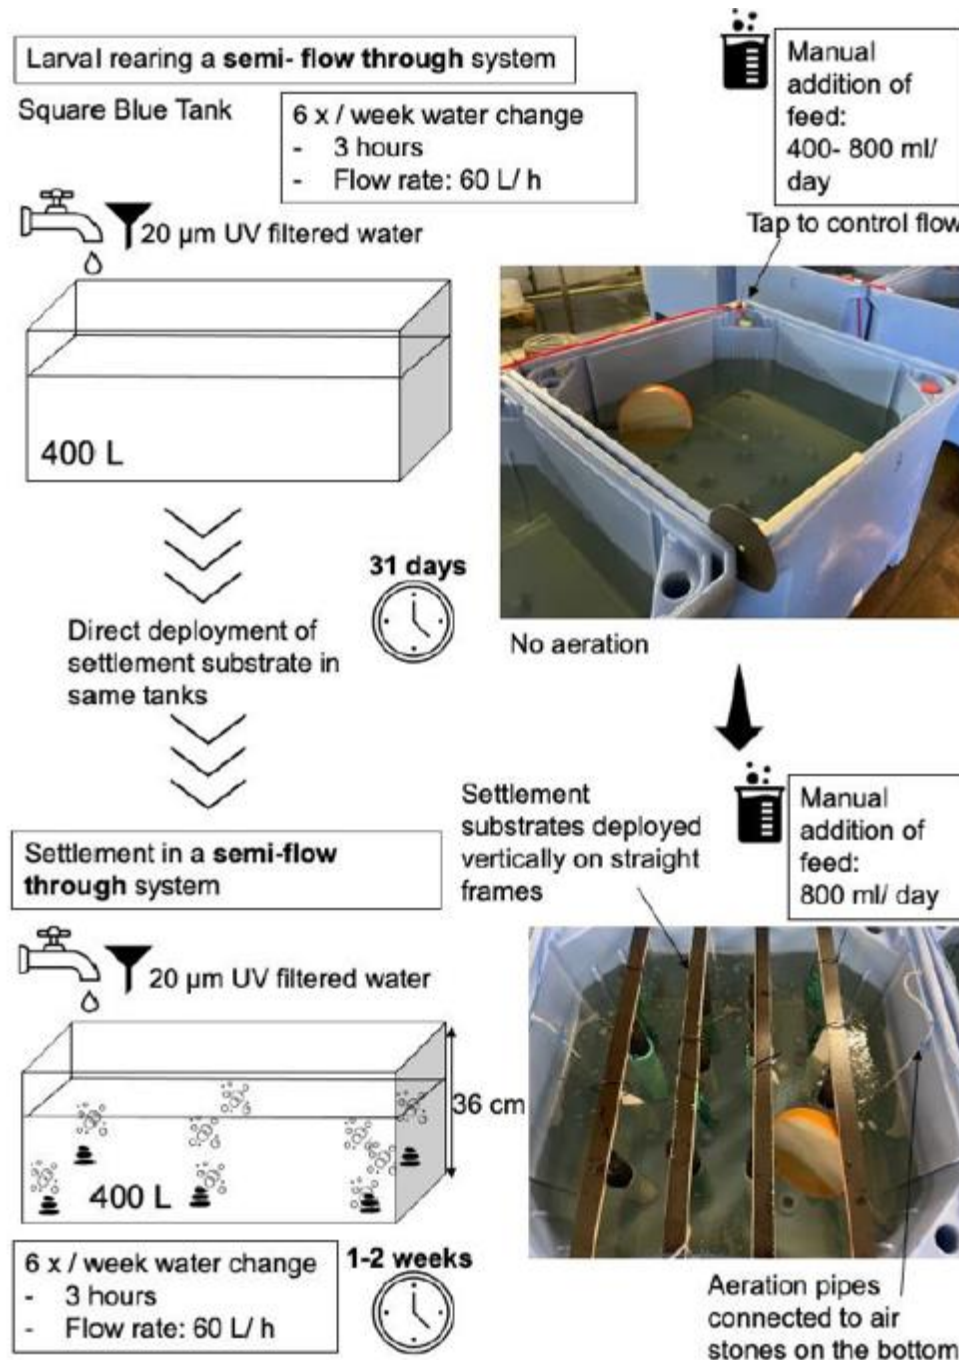 Larval rearing a semi- flow through system
Square Blue Tank
6 x / week water change
- 3 hours
- Flow rate: 60 L/ h
20 µm UV filtered water
400 L
Manual
addition of
feed:
400- 800 ml/
day
Tap to control flow
No aeration
31 days
Direct deployment of
settlement substrate in
same tanks
Settlement in a semi-flow
through system
20 µm UV filtered water
36 cm
400 L
6 x / week water change
- 3 hours
- Flow rate: 60 L/ h
1-2 weeks
Settlement
substrates deployed
vertically on straight
frames
Manual
addition of
feed:
800 ml/ day
Aeration pipes
connected to air
stones on the bottom